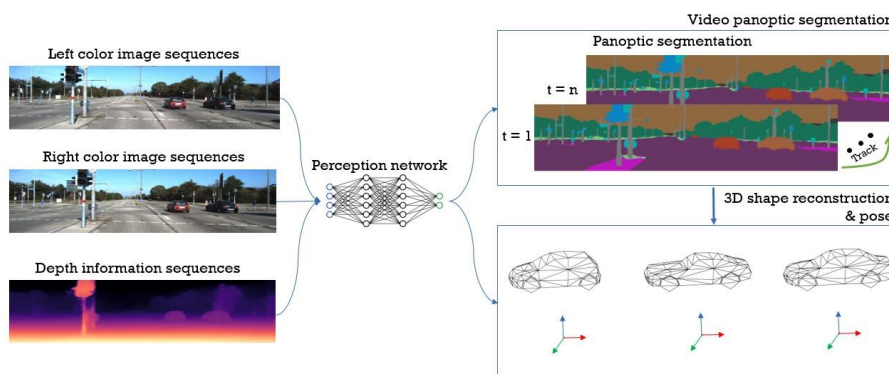 Left color image sequences
Right color image sequences
Depth information sequences
Perception network
Video panoptic segmentation
Panoptic segmentation
t = n
t = 1
Track
3D shape reconstruction
& pose